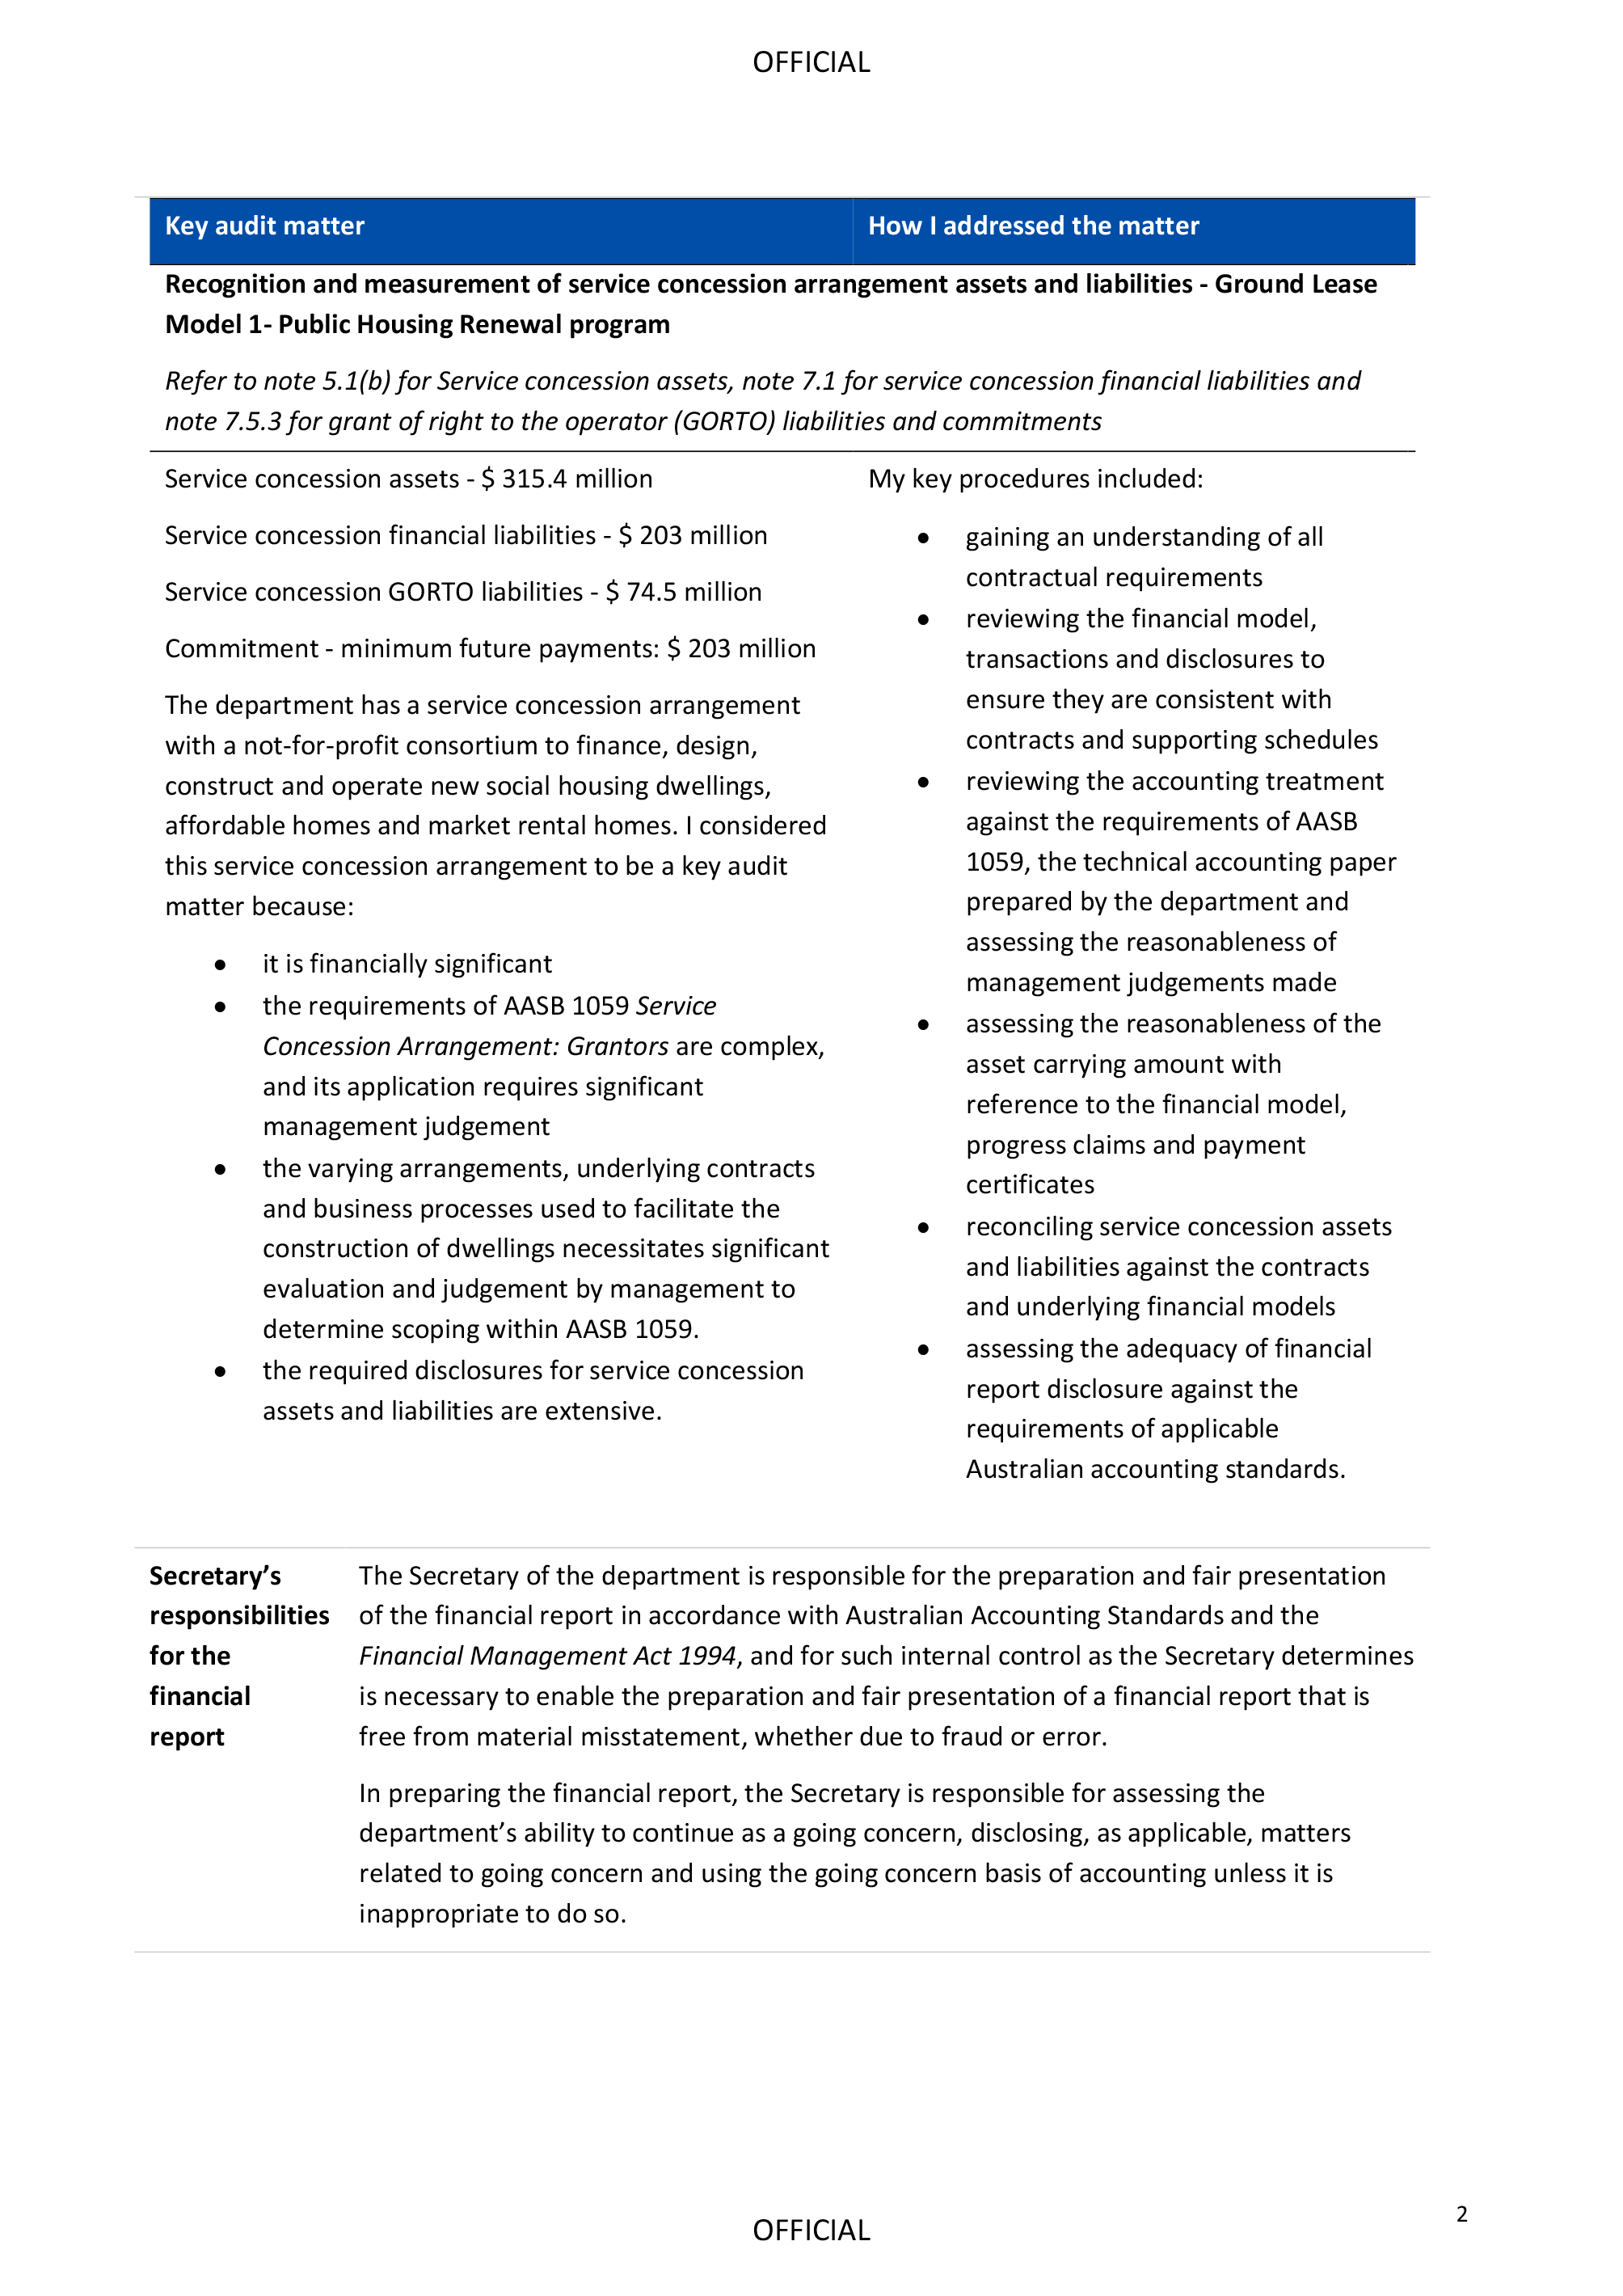 OFFICIAL
Key audit matter
How I addressed the matter
Recognition and measurement of service concession arrangement assets and liabilities - Ground Lease
Model 1- Public Housing Renewal program
Refer to note 5.1(b) for Service concession assets, note 7.1 for service concession financial liabilities and
note 7.5.3 for grant of right to the operator (GORTO) liabilities and commitments
Service concession assets - $ 315.4 million
Service concession financial liabilities - $ 203 million
Service concession GORTO liabilities - $ 74.5 million
Commitment - minimum future payments: $ 203 million
The department has a service concession arrangement
with a not-for-profit consortium to finance, design,
construct and operate new social housing dwellings,
affordable homes and market rental homes. I considered
this service concession arrangement to be a key audit
matter because:
● it is financially significant
● the requirements of AASB 1059 Service
Concession Arrangement: Grantors are complex,
and its application requires significant
management judgement
● the varying arrangements, underlying contracts
and business processes used to facilitate the
construction of dwellings necessitates significant
evaluation and judgement by management to
determine scoping within AASB 1059.
● the required disclosures for service concession
assets and liabilities are extensive.
My key procedures included:
● gaining an understanding of all
contractual requirements
● reviewing the financial model,
transactions and disclosures to
ensure they are consistent with
contracts and supporting schedules
● reviewing the accounting treatment
against the requirements of AASB
1059, the technical accounting paper
prepared by the department and
assessing the reasonableness of
management judgements made
● assessing the reasonableness of the
asset carrying amount with
reference to the financial model,
progress claims and payment
certificates
● reconciling service concession assets
and liabilities against the contracts
and underlying financial models
● assessing the adequacy of financial
report disclosure against the
requirements of applicable
Australian accounting standards.
Secretary’s
responsibilities
for the
financial
report
The Secretary of the department is responsible for the preparation and fair presentation
of the financial report in accordance with Australian Accounting Standards and the
Financial Management Act 1994, and for such internal control as the Secretary determines
is necessary to enable the preparation and fair presentation of a financial report that is
free from material misstatement, whether due to fraud or error.
In preparing the financial report, the Secretary is responsible for assessing the
department’s ability to continue as a going concern, disclosing, as applicable, matters
related to going concern and using the going concern basis of accounting unless it is
inappropriate to do so.
2
OFFICIAL